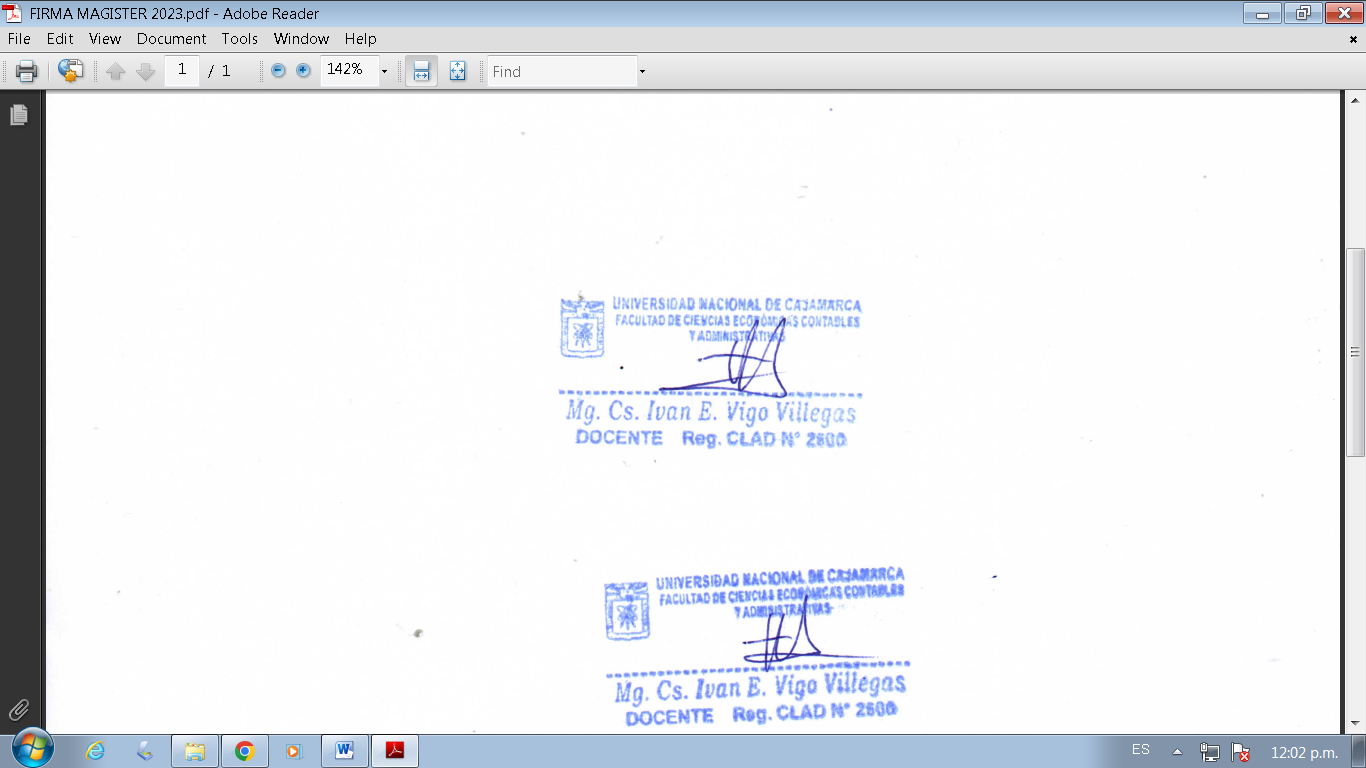 FIRMA MAGISTER 2023.pdf - Adobe Reader
File Edit View Document Tools Window Help
1 / 1 142% Find
UNIVERSIDAD NACIONAL DE CAJAMARCA
FACULTAD DE CIENCIAS ECONÓMICAS CONTABLES
Y ADMINISTRATIVAS
Mg. Cs. Ivan E. Vigo Villegas
DOCENTE Reg. CLAD N° 2600
UNIVERSIDAD NACIONAL DE CAJAMARCA
FACULTAD DE CIENCIAS ECONÓMICAS CONTABLES
Y ADMINISTRATIVAS
Mg. Cs. Ivan E. Vigo Villegas
DOCENTE Reg. CLAD N° 2600
ES 12:02 p.m.